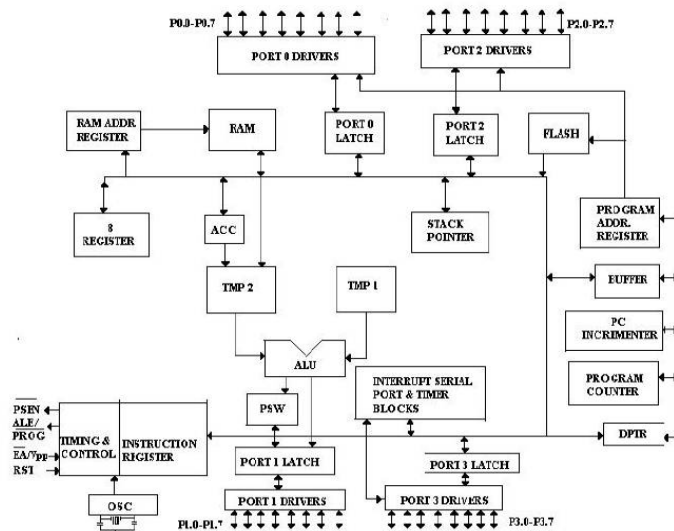 P0.0-P0.7
P2.0-P2.7
PORT 0 DRIVERS
PORT 2 DRIVERS
RAM ADDR
REGISTER
RAM
PORT 0
LATCH
PORT 2
LATCH
FLASH
B
REGISTER
ACC
STACK
POINTER
PROGRAM
ADDR.
REGISTER
TMP 2
TMP 1
BUFFER
PC
INCRIMENTER
ALU
INTERRUPT SERIAL
PORT & TIMER
BLOCKS
PROGRAM
COUNTER
PSW
PSEN
ALE/
PROG
EA/Vpp
RST
TIMING &
CONTROL
INSTRUCTION
REGISTER
DPTR
PORT 1 LATCH
PORT 3 LATCH
OSC
PORT 1 DRIVERS
PORT 3 DRIVERS
P1.0-P1.7
P3.0-P3.7